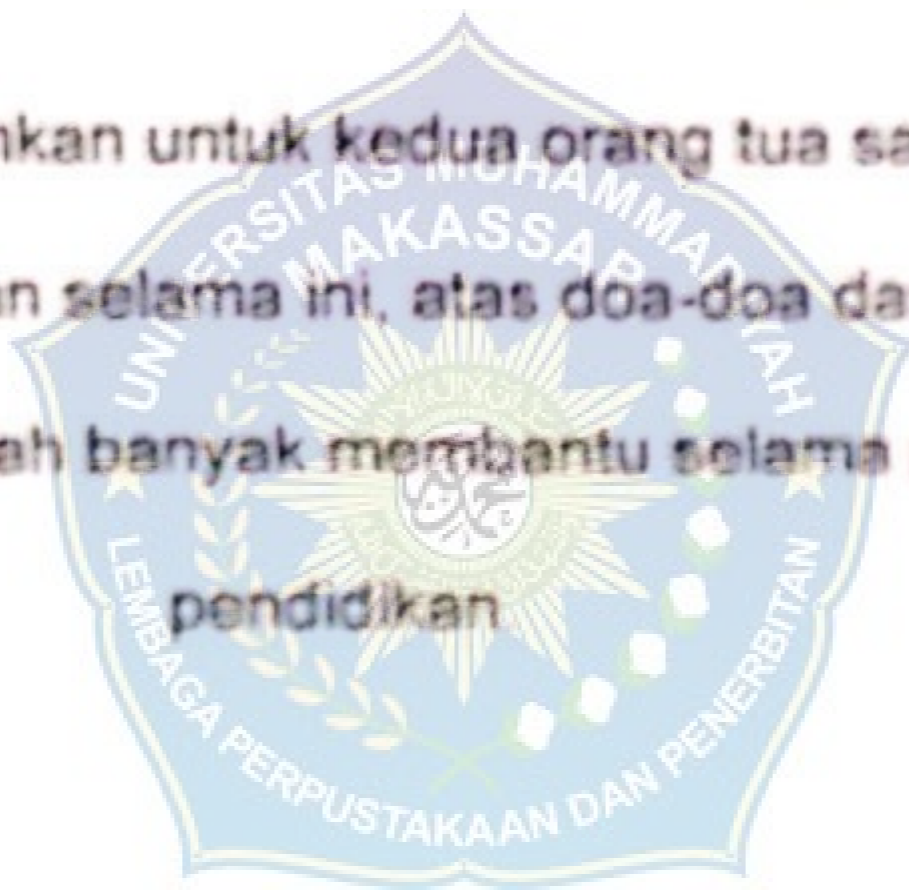 nkan untuk kedua orang tua sa
an selama ini, atas doa-doa da
ah banyak membantu selama
pendidikan
UNIVERSITAS MUHAMMADIYAH
MAKASSAR
LEMBAGA PERPUSTAKAAN DAN PENERBITAN